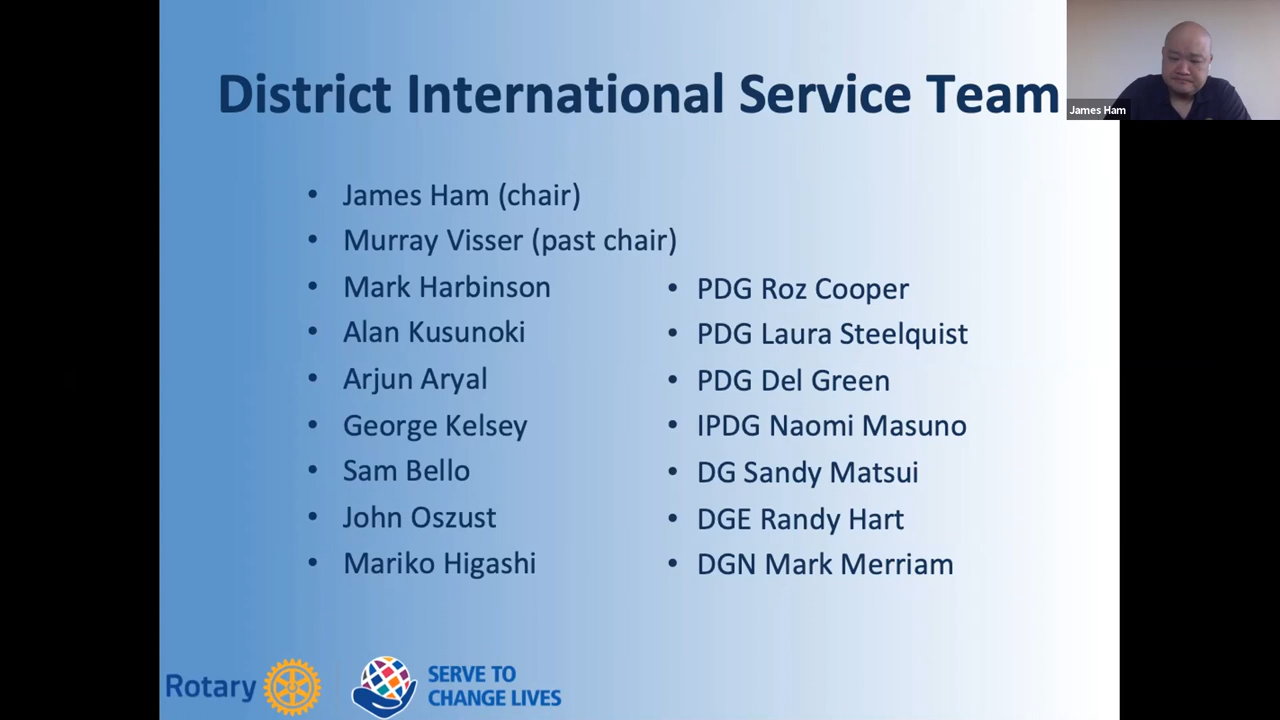 District International Service Team
James Ham
• James Ham (chair)
• Murray Visser (past chair)
• Mark Harbinson
• Alan Kusunoki
• Arjun Aryal
• George Kelsey
• Sam Bello
• John Oszust
• Mariko Higashi
• PDG Roz Cooper
• PDG Laura Steelquist
• PDG Del Green
• IPDG Naomi Masuno
• DG Sandy Matsui
• DGE Randy Hart
• DGN Mark Merriam
Rotary
SERVE TO
CHANGE LIVES